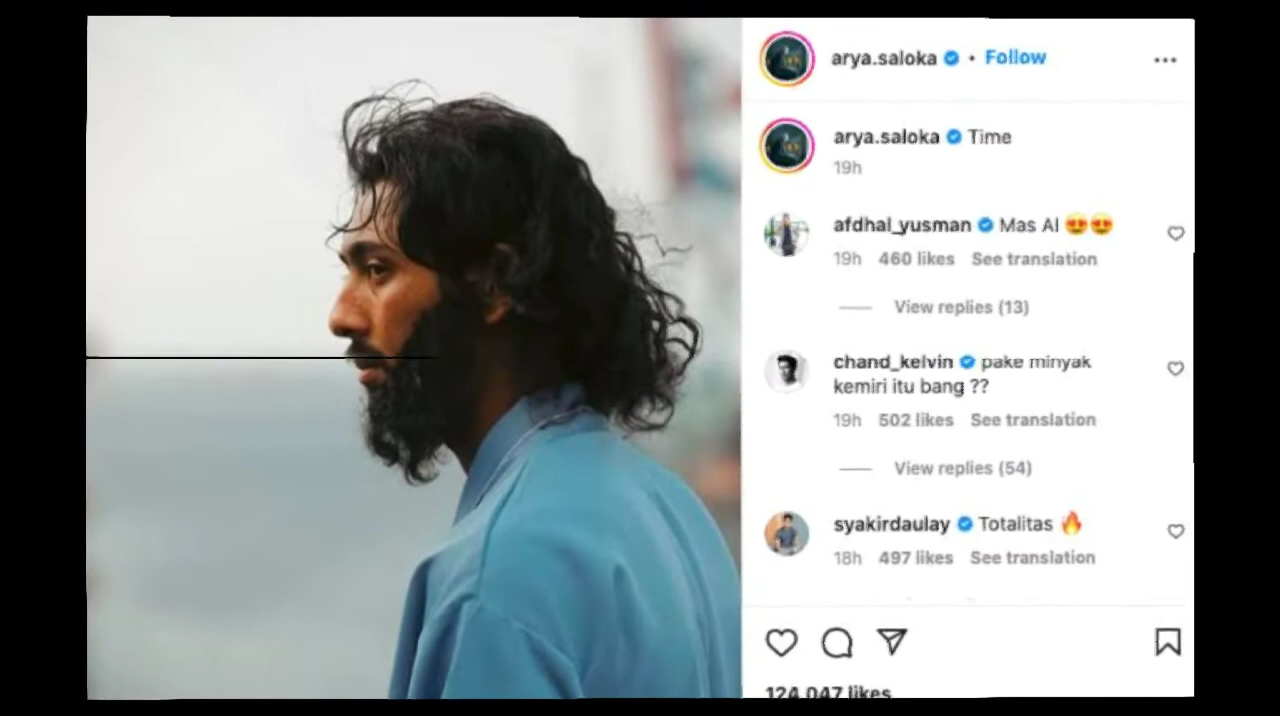 arya.saloka • Follow
arya.saloka Time
19h
afdhal_yusman Mas Al 😍😍
19h 460 likes See translation
View replies (13)
chand_kelvin pake minyak
kemiri itu bang ??
19h 502 likes See translation
View replies (54)
syakirdaulay Totalitas 🔥
18h 497 likes See translation
124,047 likes